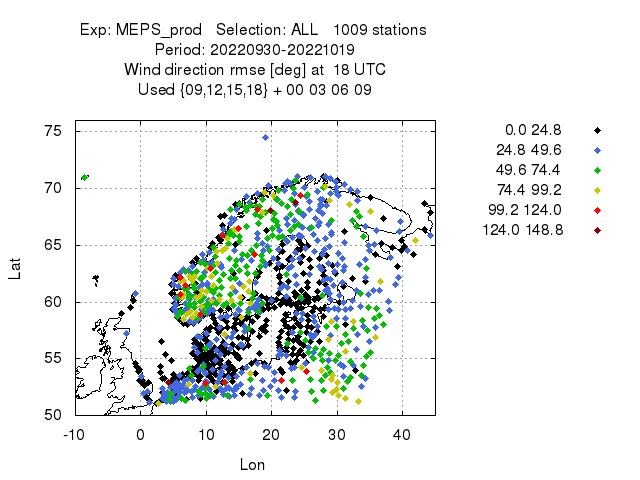 Exp: MEPS_prod   Selection: ALL   1009 stations
Period: 20220930-20221019
Wind direction rmse [deg] at  18 UTC
Used {09,12,15,18} + 00 03 06 09
0.0 24.8
24.8 49.6
49.6 74.4
74.4 99.2
99.2 124.0
124.0 148.8
75
70
65
60
55
50
Lat
-10 0 10 20 30 40
Lon